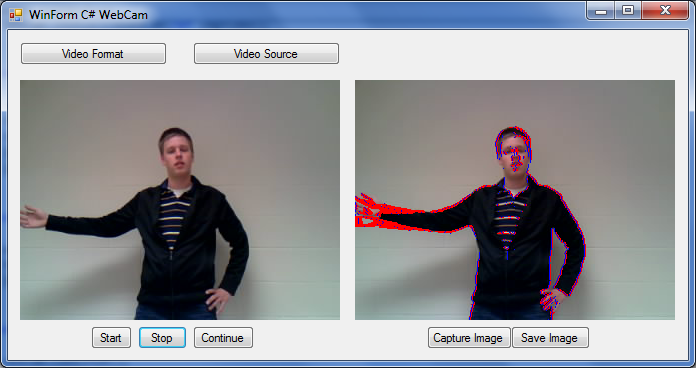 WinForm C# WebCam
Video Format Video Source
Start Stop Continue Capture Image Save Image